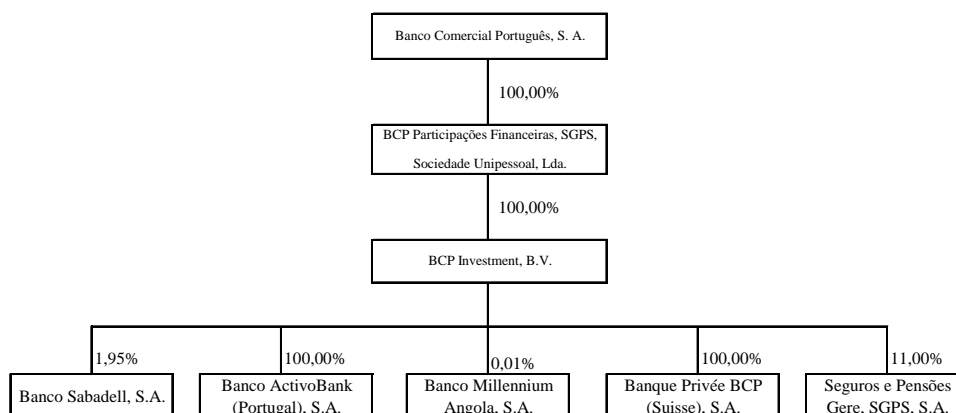 Banco Comercial Português, S. A.
100,00%
BCP Participações Financeiras, SGPS,
Sociedade Unipessoal, Lda.
100,00%
BCP Investment, B.V.
1,95%
100,00%
0,01%
100,00%
11,00%
Banco Sabadell, S.A.
Banco ActivoBank
(Portugal), S.A.
Banco Millennium
Angola, S.A.
Banque Privée BCP
(Suisse), S.A.
Seguros e Pensões
Gere, SGPS, S.A.